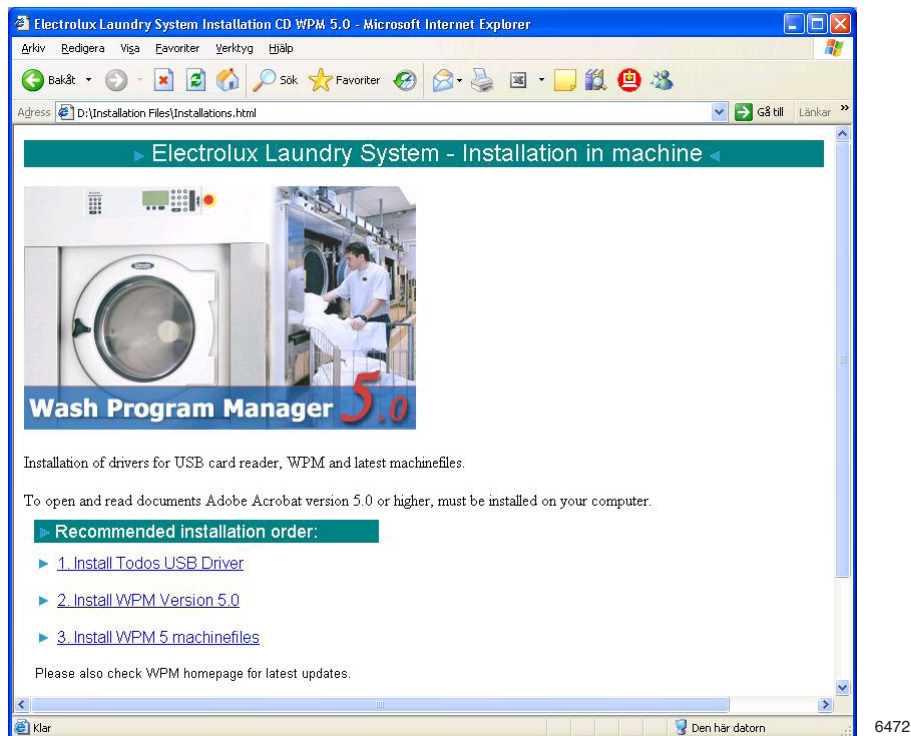 Electrolux Laundry System Installation CD WPM 5.0 - Microsoft Internet Explorer
Arkiv Redigera Visa Favoriter Verktyg Hjälp
Bakåt Sök Favoriter
Adress D:\Installation Files\Installations.html Gå till Länkar »
Electrolux Laundry System - Installation in machine
Wash Program Manager 5.0
Installation of drivers for USB card reader, WPM and latest machinefiles.
To open and read documents Adobe Acrobat version 5.0 or higher, must be installed on your computer.
Recommended installation order:
1. Install Todos USB Driver
2. Install WPM Version 5.0
3. Install WPM 5 machinefiles
Please also check WPM homepage for latest updates.
Klar Den här datorn
6472